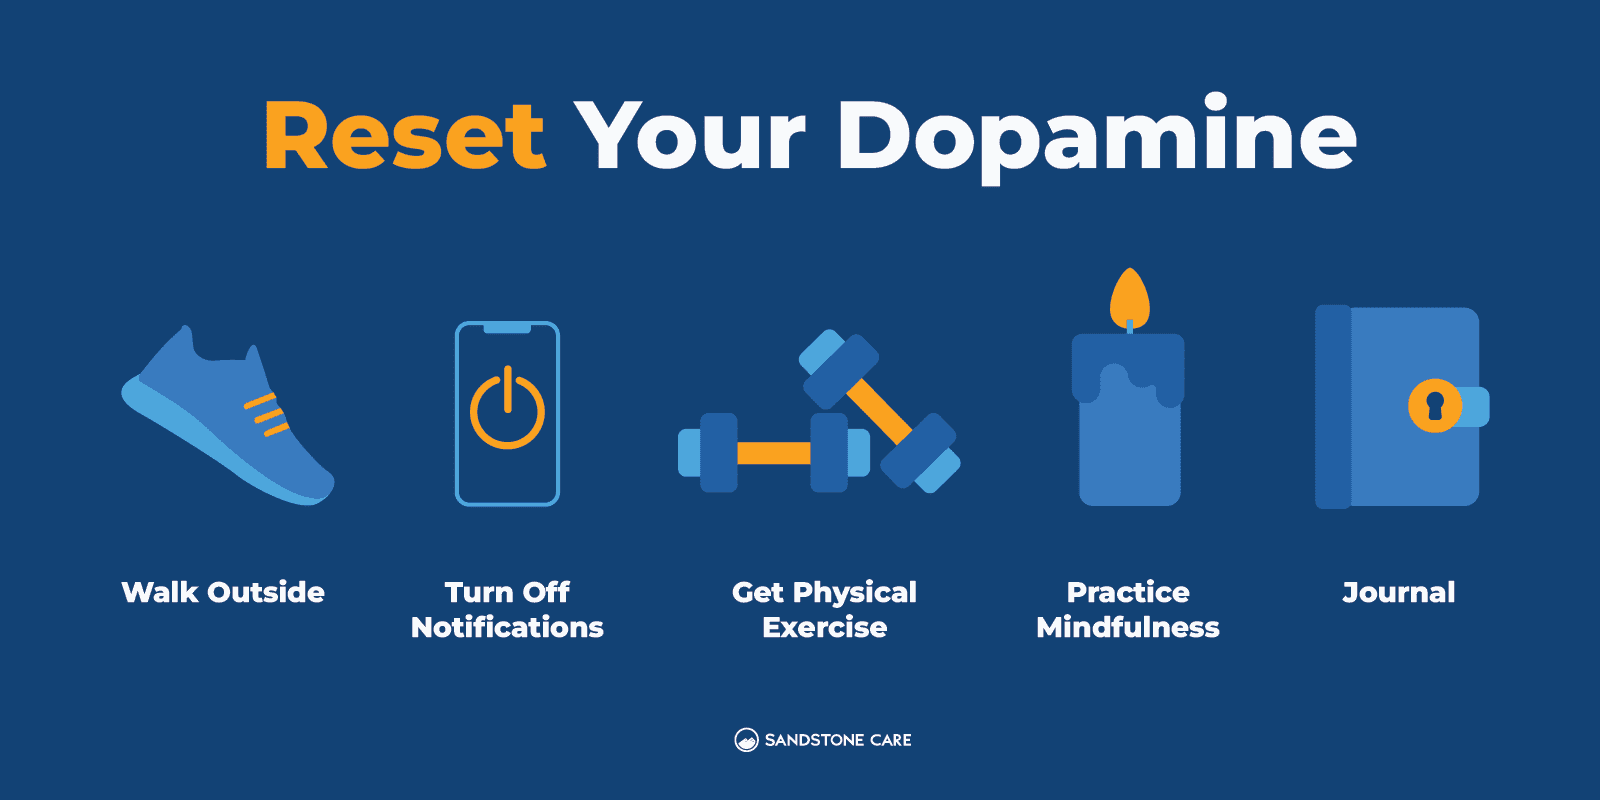 Reset Your Dopamine
Walk Outside
Turn Off
Notifications
Get Physical
Exercise
Practice
Mindfulness
Journal
SANDSTONE CARE